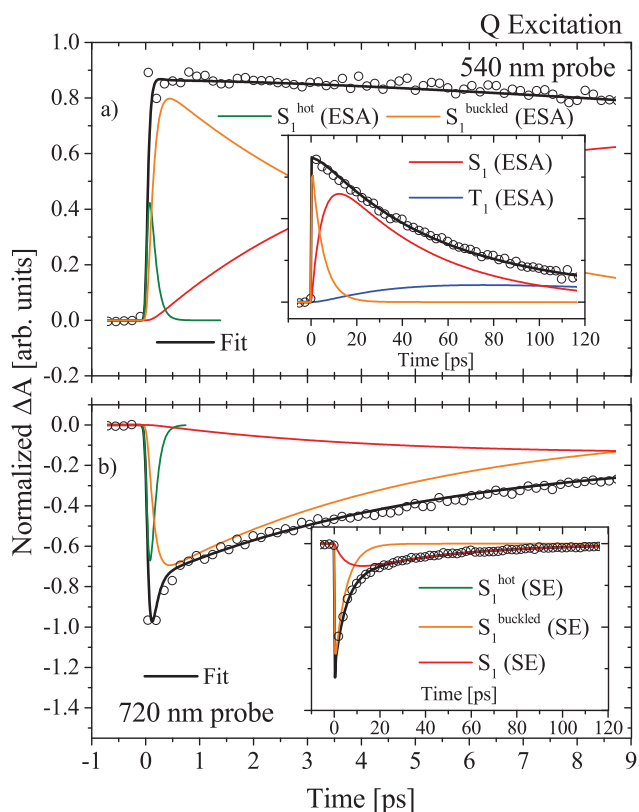 Q Excitation
1.0
540 nm probe
0.8
a)
S₁ʰᵒᵗ (ESA)
S₁ᵇᵘᶜᵏˡᵉᵈ (ESA)
0.6
S₁ (ESA)
T₁ (ESA)
0.4
0.2
0.0
0 20 40 60 80 100 120
Time [ps]
Fit
-0.2
Normalized ΔA [arb. units]
-0.0
b)
-0.2
-0.4
-0.6
-0.8
-1.0
-1.2
-1.4
S₁ʰᵒᵗ (SE)
S₁ᵇᵘᶜᵏˡᵉᵈ (SE)
S₁ (SE)
Fit
Time [ps]
720 nm probe
0 20 40 60 80 100 120
-1 0 1 2 3 4 5 6 7 8 9
Time [ps]